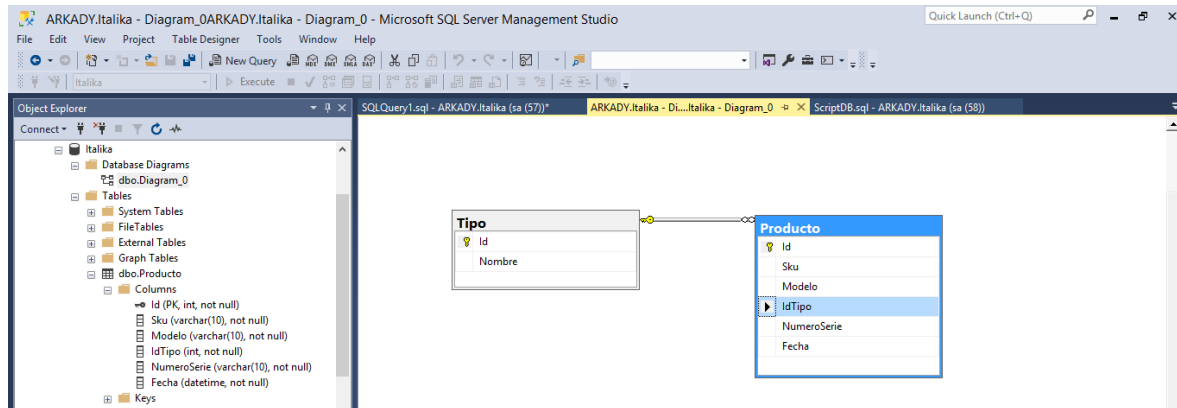 ARKADY.Italika - Diagram_0ARKADY.Italika - Diagram_0 - Microsoft SQL Server Management Studio
Quick Launch (Ctrl+Q)
File Edit View Project Table Designer Tools Window Help
New Query
Italika
Execute
Object Explorer
SQLQuery1.sql - ARKADY.Italika (sa (57))*
ARKADY.Italika - Di....Italika - Diagram_0
ScriptDB.sql - ARKADY.Italika (sa (58))
Connect
Italika
Database Diagrams
dbo.Diagram_0
Tables
System Tables
FileTables
External Tables
Graph Tables
dbo.Producto
Columns
Id (PK, int, not null)
Sku (varchar(10), not null)
Modelo (varchar(10), not null)
IdTipo (int, not null)
NumeroSerie (varchar(10), not null)
Fecha (datetime, not null)
Keys
Tipo
Id
Nombre
Producto
Id
Sku
Modelo
IdTipo
NumeroSerie
Fecha